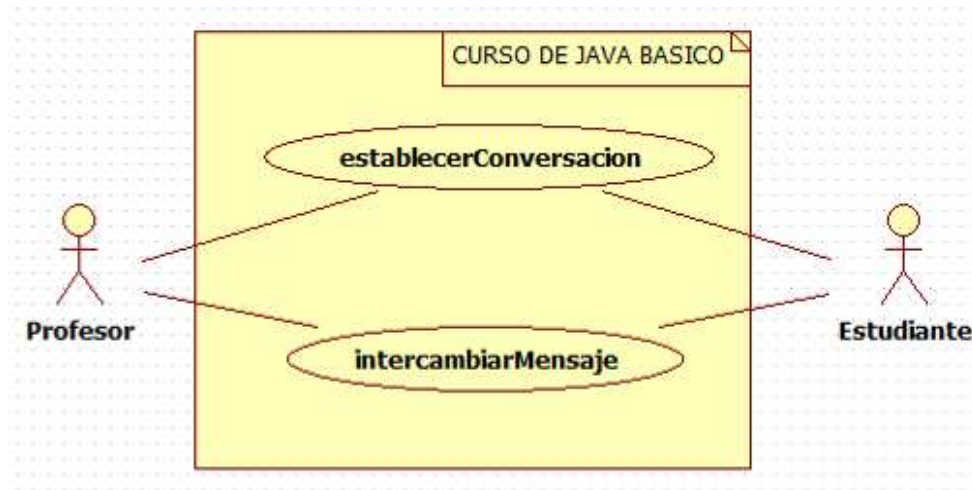 CURSO DE JAVA BASICO
establecerConversacion
Profesor
Estudiante
intercambiarMensaje